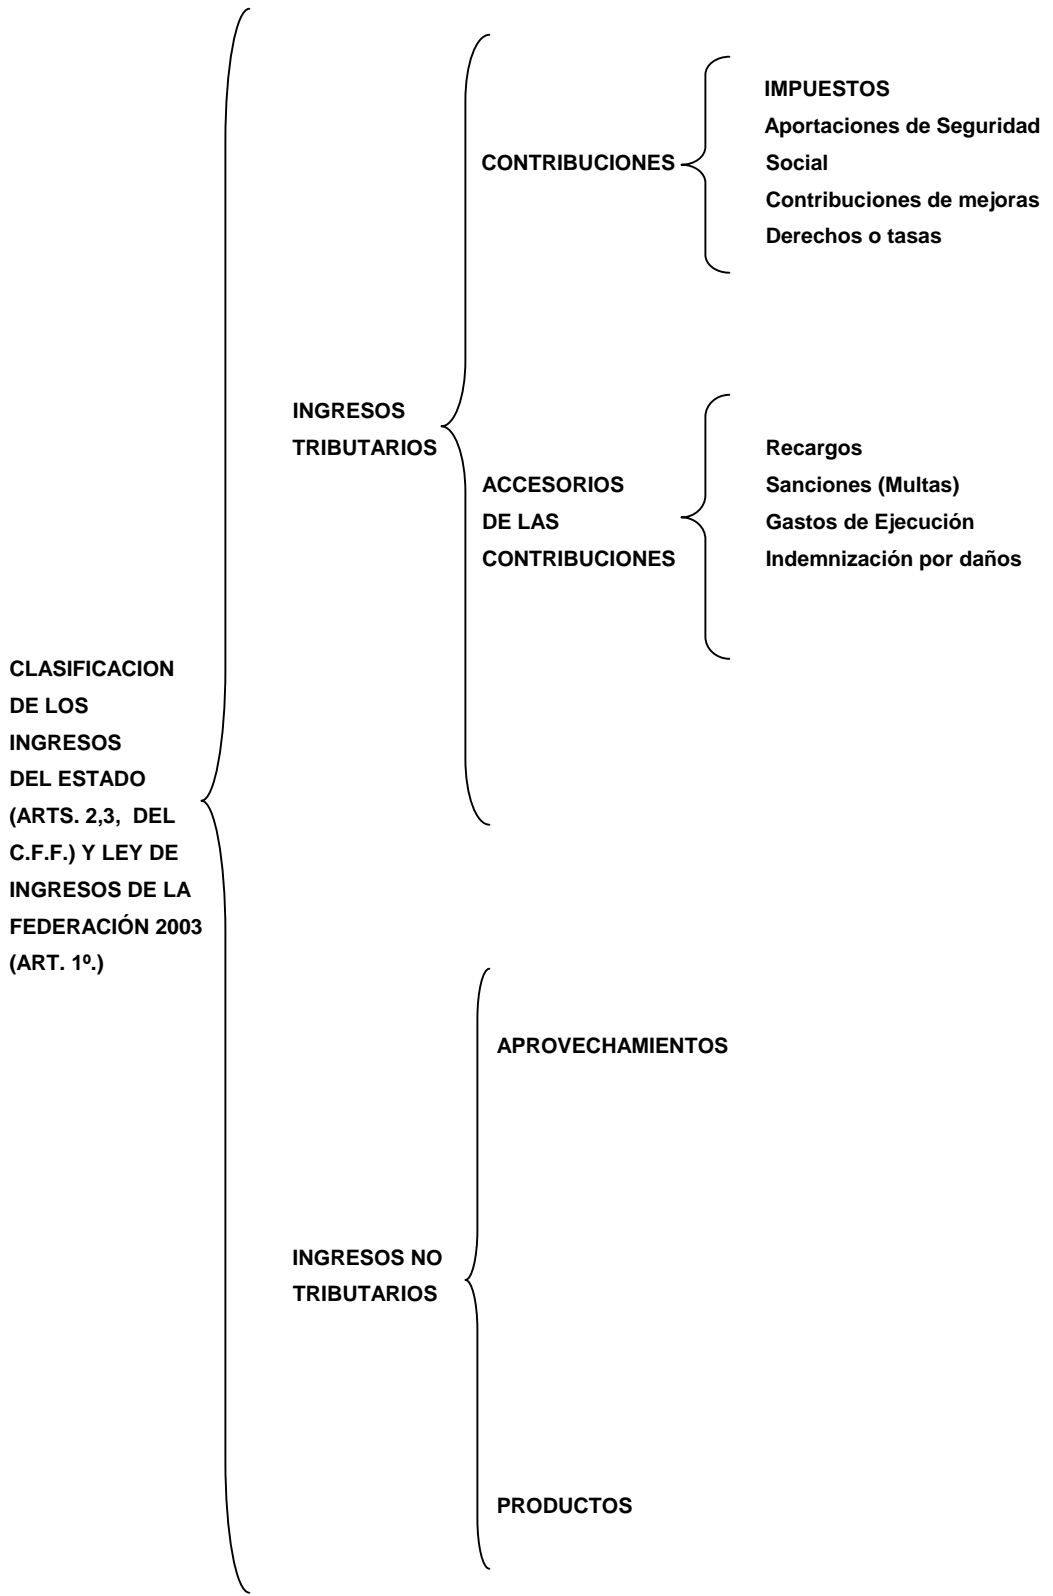 IMPUESTOS
Aportaciones de Seguridad
CONTRIBUCIONES
Social
Contribuciones de mejoras
Derechos o tasas
INGRESOS
TRIBUTARIOS
Recargos
ACCESORIOS
Sanciones (Multas)
DE LAS
Gastos de Ejecución
CONTRIBUCIONES
Indemnización por daños
CLASIFICACION
DE LOS
INGRESOS
DEL ESTADO
(ARTS. 2,3, DEL
C.F.F.) Y LEY DE
INGRESOS DE LA
FEDERACIÓN 2003
(ART. 1º.)
APROVECHAMIENTOS
INGRESOS NO
TRIBUTARIOS
PRODUCTOS